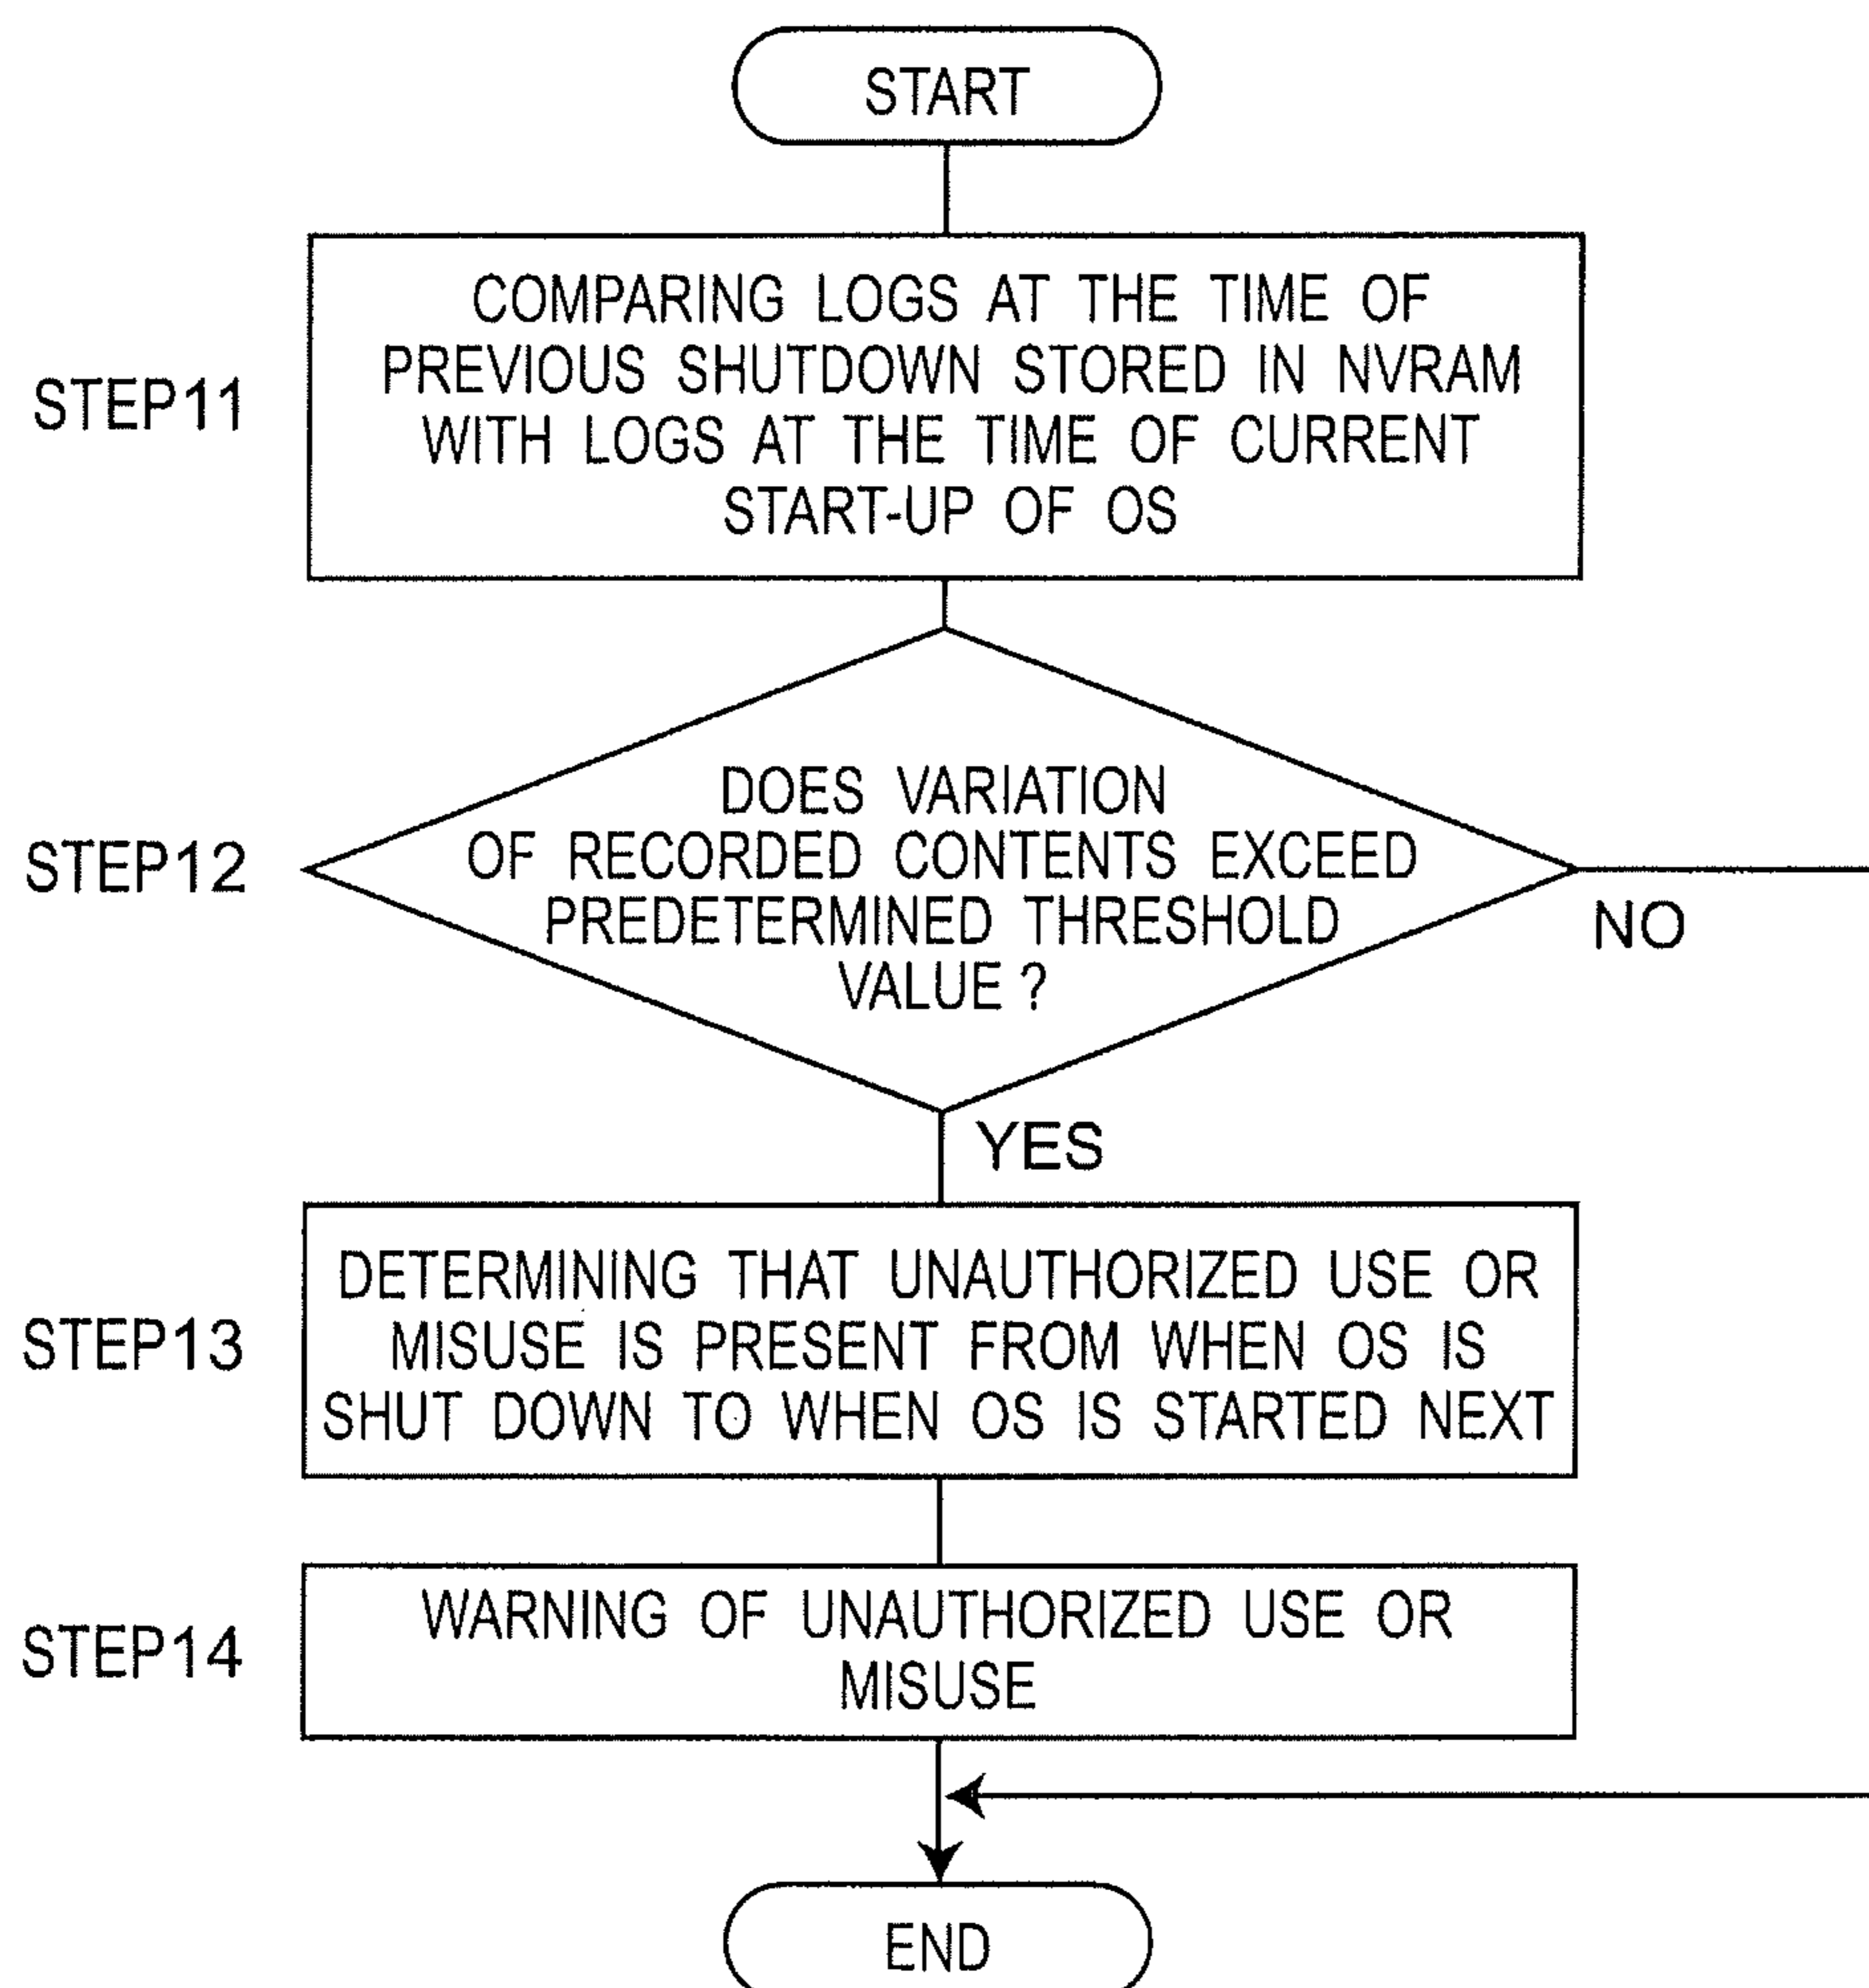 START
STEP11
COMPARING LOGS AT THE TIME OF
PREVIOUS SHUTDOWN STORED IN NVRAM
WITH LOGS AT THE TIME OF CURRENT
START-UP OF OS
STEP12
DOES VARIATION
OF RECORDED CONTENTS EXCEED
PREDETERMINED THRESHOLD
VALUE ?
NO
YES
STEP13
DETERMINING THAT UNAUTHORIZED USE OR
MISUSE IS PRESENT FROM WHEN OS IS
SHUT DOWN TO WHEN OS IS STARTED NEXT
STEP14
WARNING OF UNAUTHORIZED USE OR
MISUSE
END